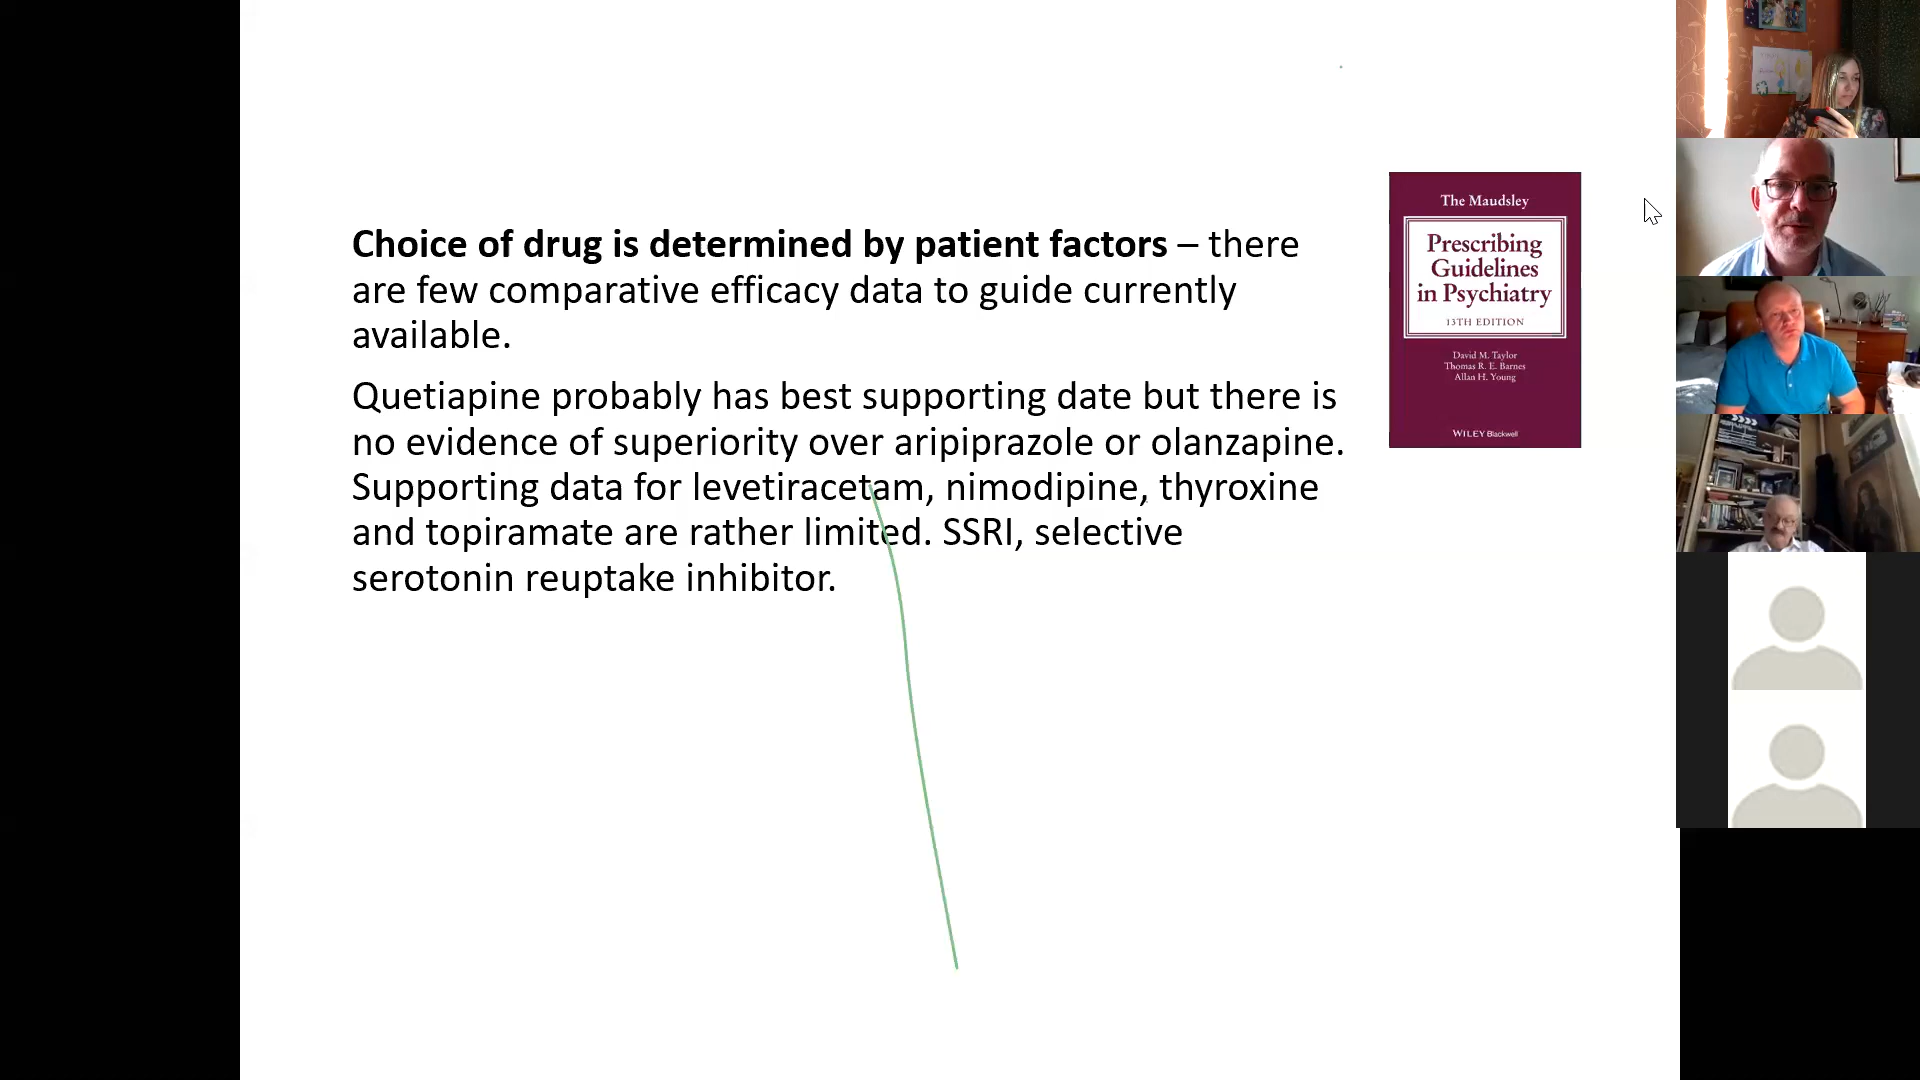 Choice of drug is determined by patient factors – there
are few comparative efficacy data to guide currently
available.
Quetiapine probably has best supporting date but there is
no evidence of superiority over aripiprazole or olanzapine.
Supporting data for levetiracetam, nimodipine, thyroxine
and topiramate are rather limited. SSRI, selective
serotonin reuptake inhibitor.
The Maudsley
Prescribing
Guidelines
in Psychiatry
13TH EDITION
David M. Taylor
Thomas R. E. Barnes
Allan H. Young
WILEY Blackwell